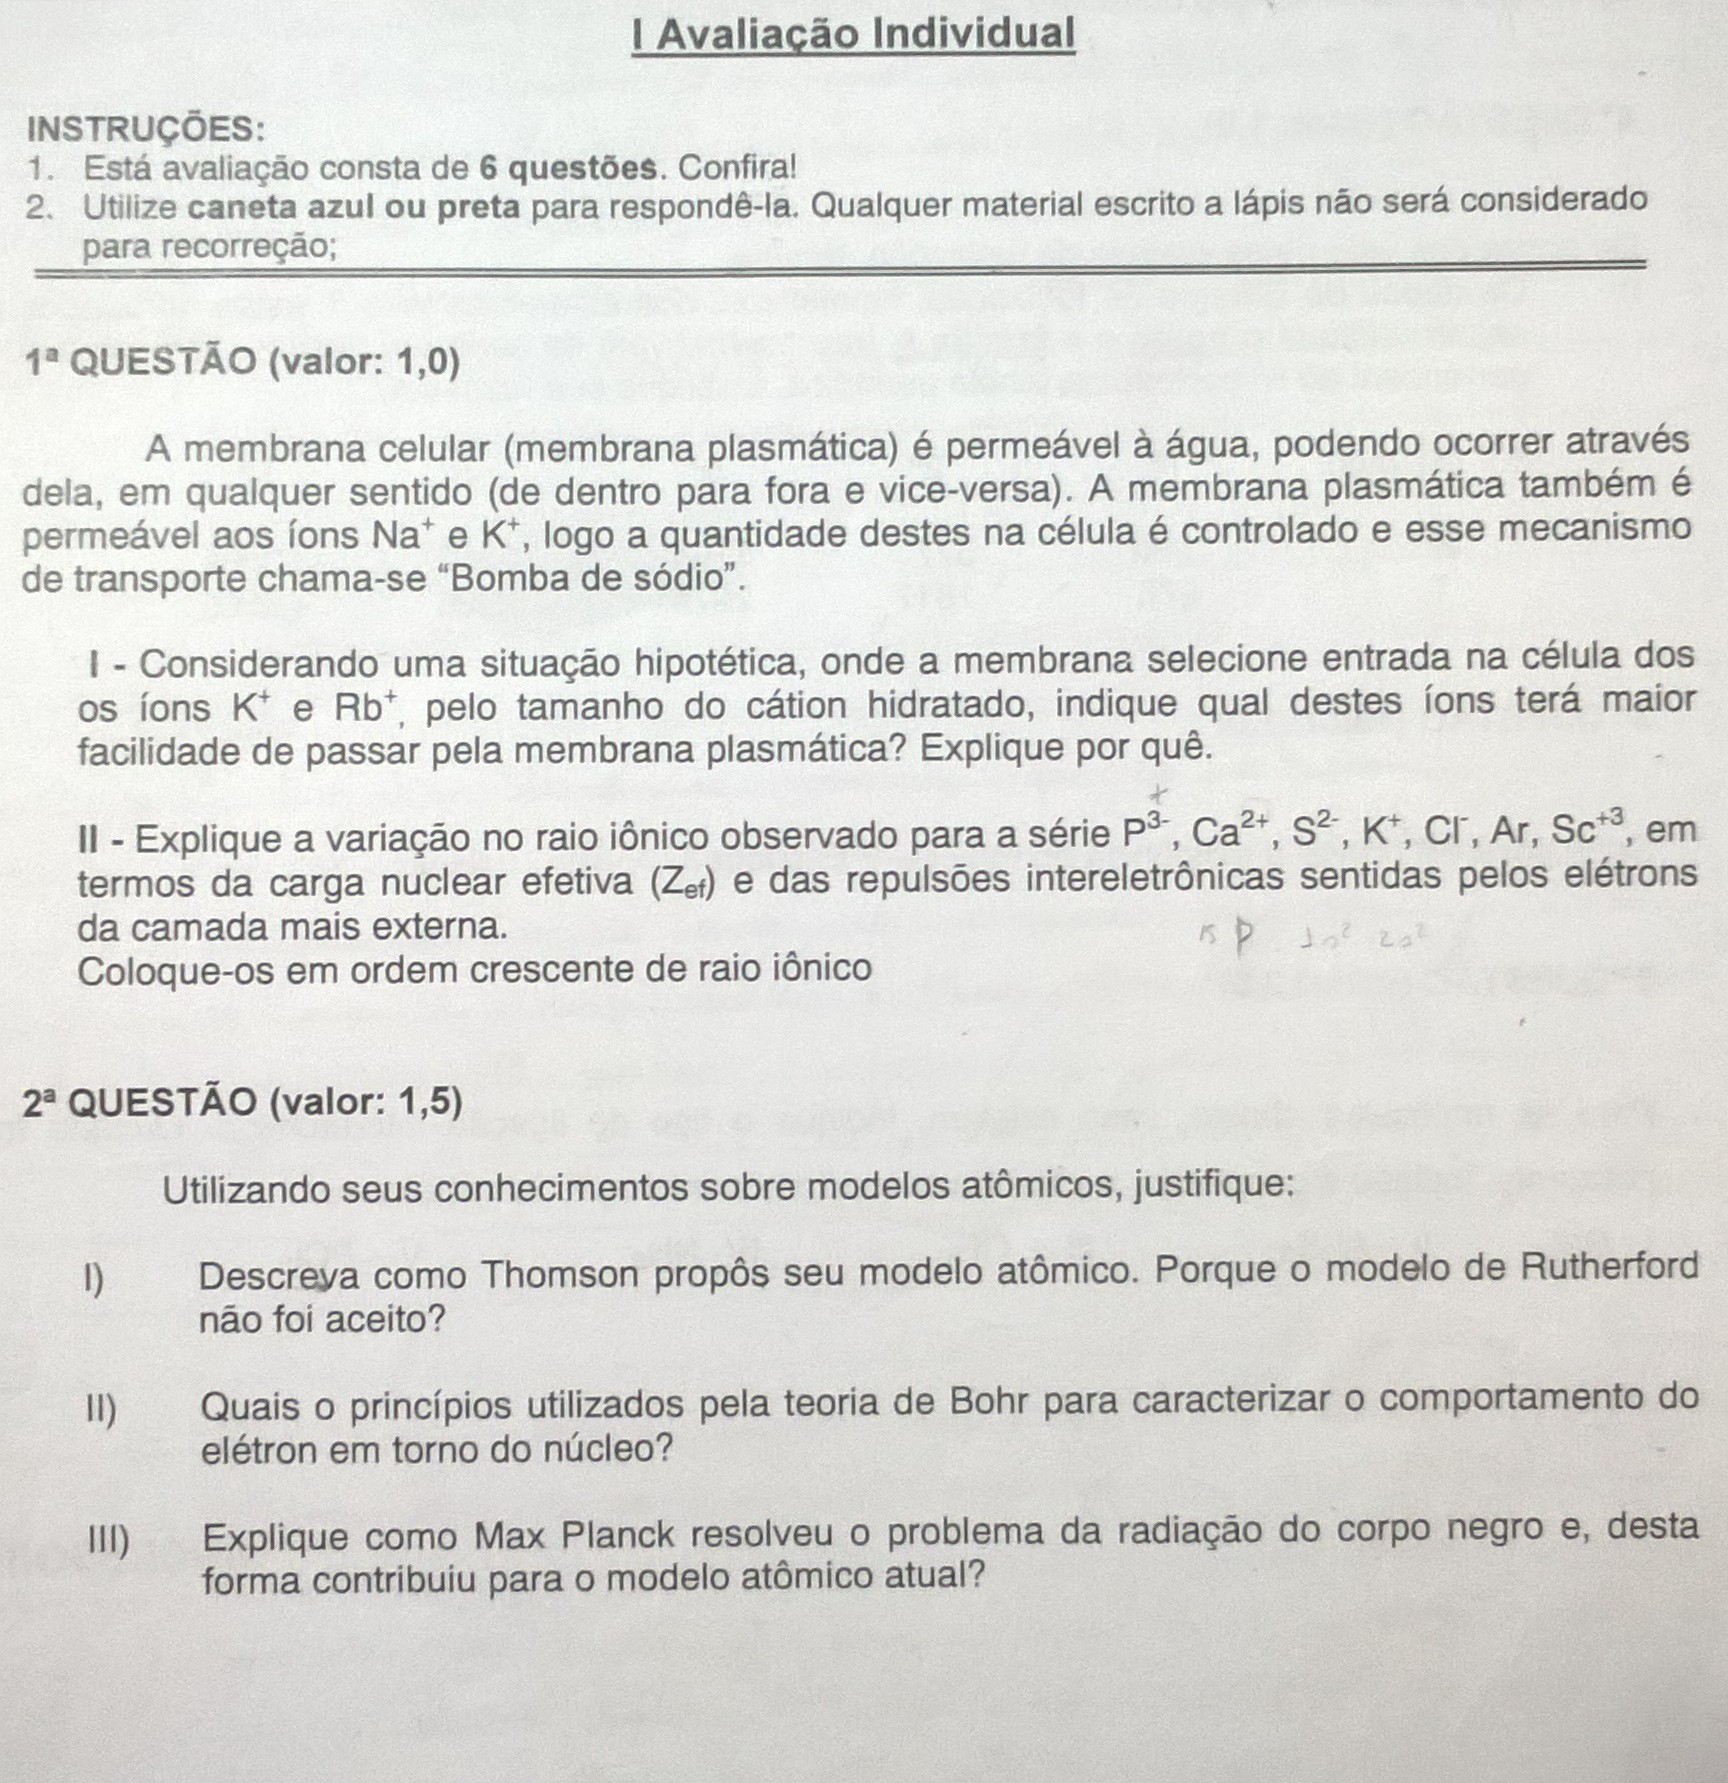 I Avaliação Individual
INSTRUÇÕES:
1. Está avaliação consta de 6 questões. Confira!
2. Utilize caneta azul ou preta para respondê-la. Qualquer material escrito a lápis não será considerado
para recorreção;
1ª QUESTÃO (valor: 1,0)
A membrana celular (membrana plasmática) é permeável à água, podendo ocorrer através
dela, em qualquer sentido (de dentro para fora e vice-versa). A membrana plasmática também é
permeável aos íons Na⁺ e K⁺, logo a quantidade destes na célula é controlado e esse mecanismo
de transporte chama-se “Bomba de sódio”.
I - Considerando uma situação hipotética, onde a membrana selecione entrada na célula dos
os íons K⁺ e Rb⁺, pelo tamanho do cátion hidratado, indique qual destes íons terá maior
facilidade de passar pela membrana plasmática? Explique por quê.
II - Explique a variação no raio iônico observado para a série P³⁻, Ca²⁺, S²⁻, K⁺, Cl⁻, Ar, Sc⁺³, em
termos da carga nuclear efetiva (Zef) e das repulsões intereletrônicas sentidas pelos elétrons
da camada mais externa.
15 P 1s² 2s²
Coloque-os em ordem crescente de raio iônico
2ª QUESTÃO (valor: 1,5)
Utilizando seus conhecimentos sobre modelos atômicos, justifique:
I) Descreva como Thomson propôs seu modelo atômico. Porque o modelo de Rutherford
não foi aceito?
II) Quais o princípios utilizados pela teoria de Bohr para caracterizar o comportamento do
elétron em torno do núcleo?
III) Explique como Max Planck resolveu o problema da radiação do corpo negro e, desta
forma contribuiu para o modelo atômico atual?